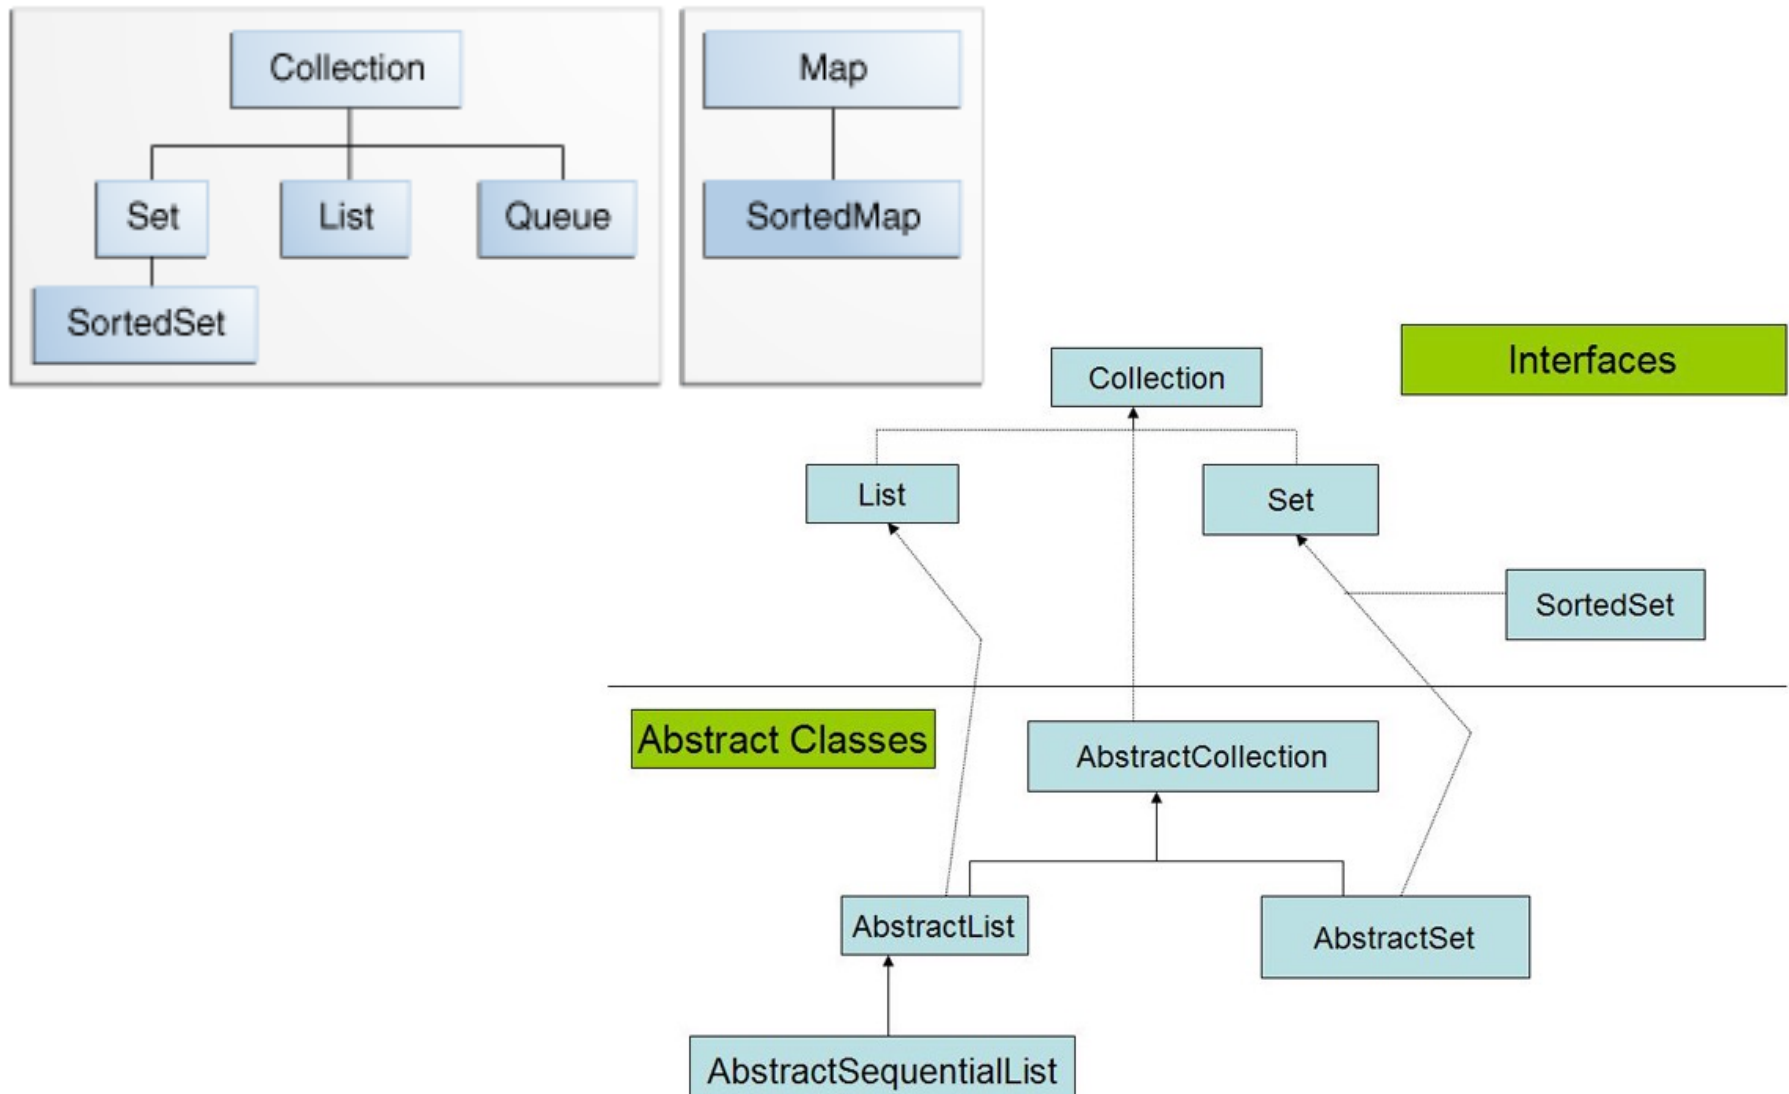 Collection
Map
Set
List
Queue
SortedMap
SortedSet
Interfaces
Collection
List
Set
SortedSet
Abstract Classes
AbstractCollection
AbstractList
AbstractSet
AbstractSequentialList